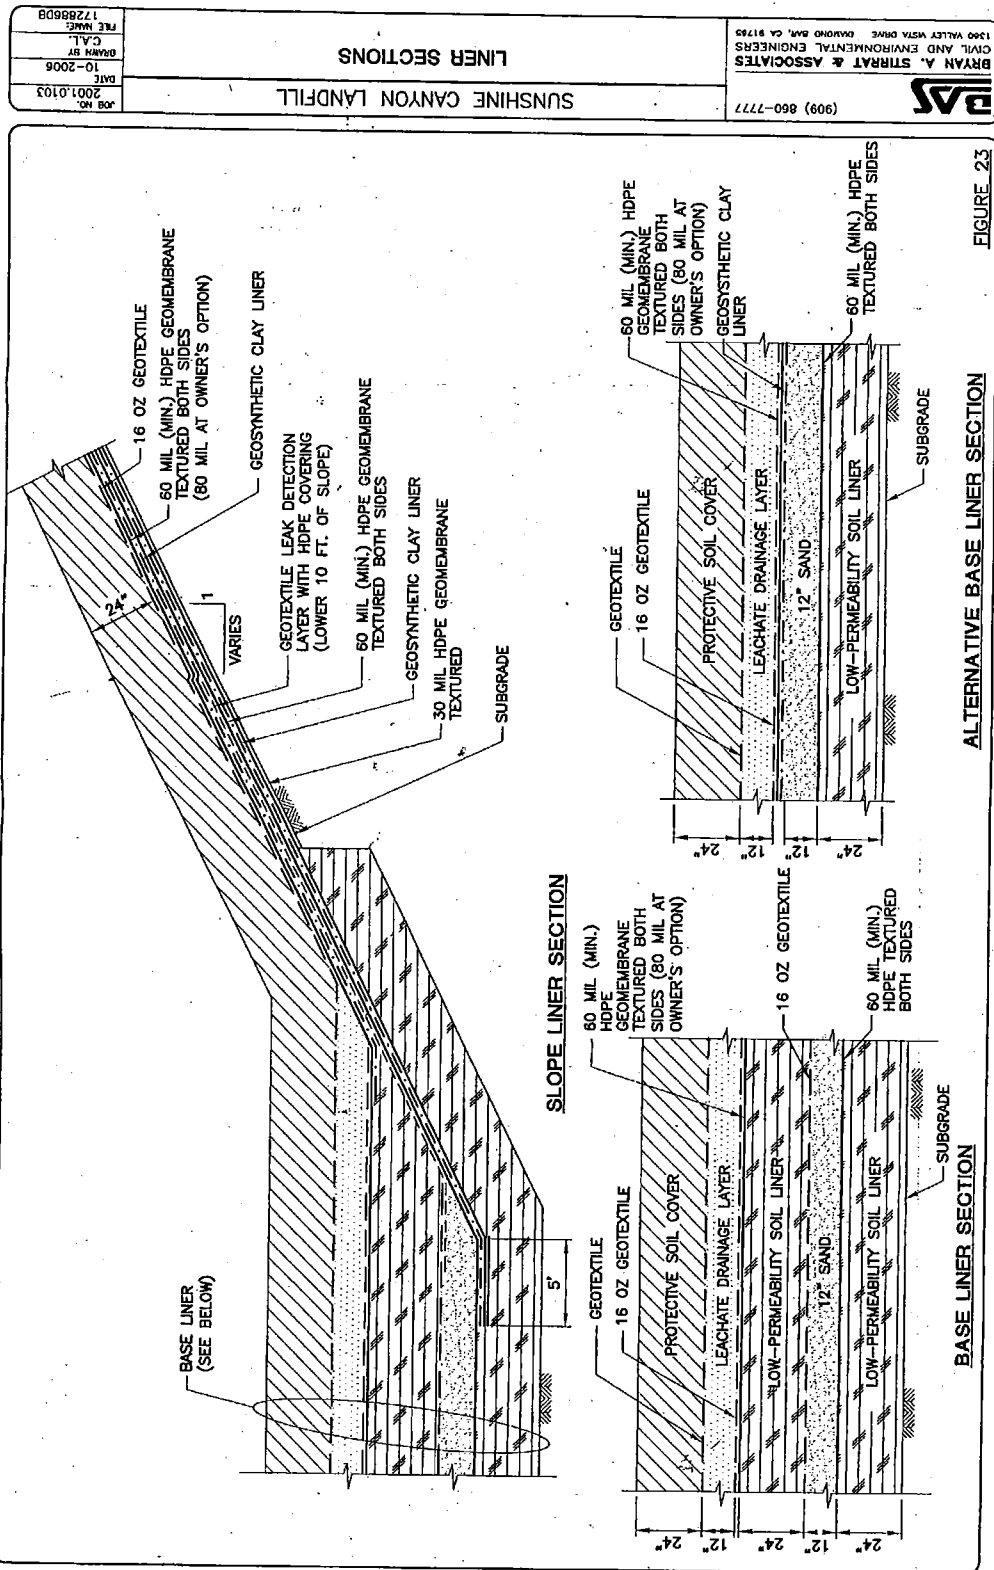 BASE LINER
(SEE BELOW)
5'
24"
1
VARIES
16 OZ GEOTEXTILE
60 MIL (MIN.) HDPE GEOMEMBRANE
TEXTURED BOTH SIDES
(80 MIL AT OWNER'S OPTION)
GEOSYNTHETIC CLAY LINER
GEOTEXTILE LEAK DETECTION
LAYER WITH HDPE COVERING
(LOWER 10 FT. OF SLOPE)
60 MIL (MIN.) HDPE GEOMEMBRANE
TEXTURED BOTH SIDES
GEOSYNTHETIC CLAY LINER
30 MIL HDPE GEOMEMBRANE
TEXTURED
SUBGRADE
SLOPE LINER SECTION
GEOTEXTILE
16 OZ GEOTEXTILE
PROTECTIVE SOIL COVER
LEACHATE DRAINAGE LAYER
LOW-PERMEABILITY SOIL LINER
12" SAND
LOW-PERMEABILITY SOIL LINER
24"
12"
24"
12"
24"
60 MIL (MIN.)
HDPE
GEOMEMBRANE
TEXTURED BOTH
SIDES (80 MIL AT
OWNER'S OPTION)
16 OZ GEOTEXTILE
60 MIL (MIN.)
HDPE TEXTURED
BOTH SIDES
SUBGRADE
BASE LINER SECTION
GEOTEXTILE
16 OZ GEOTEXTILE
PROTECTIVE SOIL COVER
LEACHATE DRAINAGE LAYER
12" SAND
LOW-PERMEABILITY SOIL LINER
24"
12"
12"
24"
60 MIL (MIN.) HDPE
GEOMEMBRANE
TEXTURED BOTH
SIDES (80 MIL AT
OWNER'S OPTION)
GEOSYSTHETIC CLAY
LINER
60 MIL (MIN.) HDPE
TEXTURED BOTH SIDES
SUBGRADE
ALTERNATIVE BASE LINER SECTION
FIGURE 23
BAS
(909) 860-7777
BRYAN A. STIRRAT & ASSOCIATES
CIVIL AND ENVIRONMENTAL ENGINEERS
1360 VALLEY VISTA DRIVE DIAMOND BAR, CA 91765
SUNSHINE CANYON LANDFILL
LINER SECTIONS
JOB NO.
2001.0103
DATE
10-2006
DRAWN BY
C.A.L.
FILE NAME:
172886DB